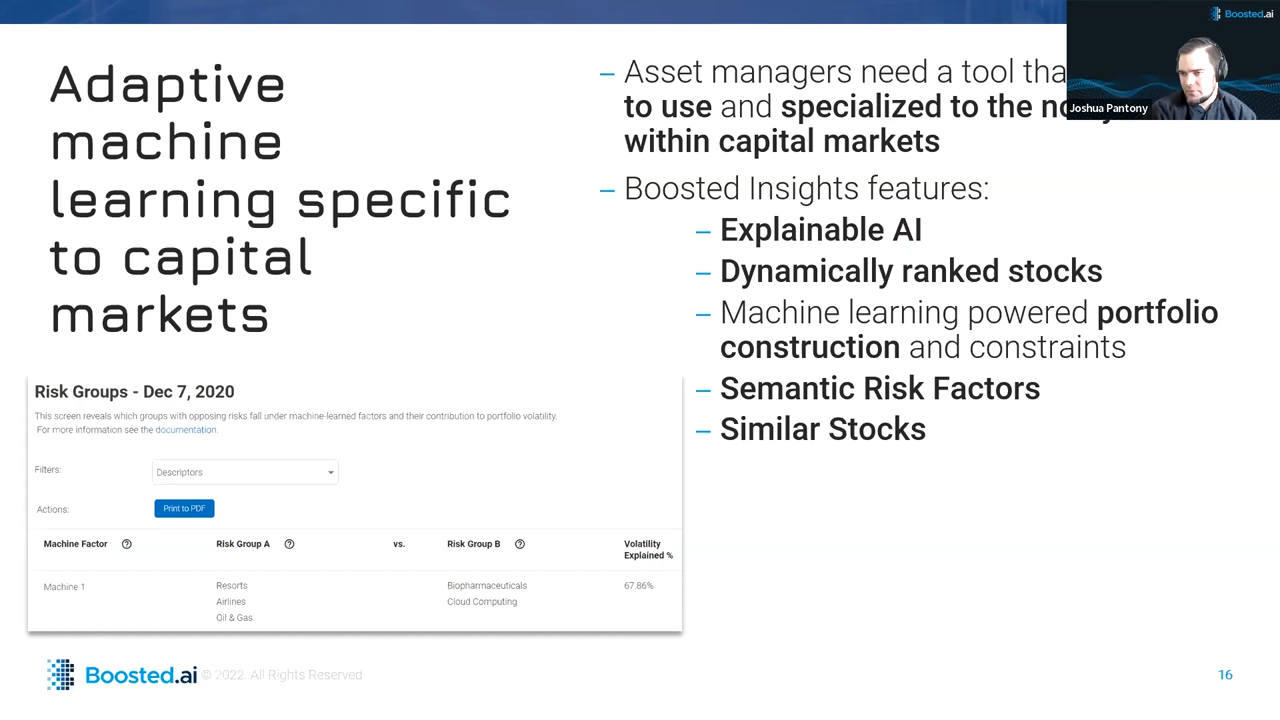 Adaptive
machine
learning specific
to capital
markets
– Asset managers need a tool
to use and specialized to the
within capital markets
– Boosted Insights features:
– Explainable AI
– Dynamically ranked stocks
– Machine learning powered portfolio
construction and constraints
– Semantic Risk Factors
– Similar Stocks
Boosted.ai
Joshua Pantony
Risk Groups - Dec 7, 2020
This screen reveals which groups with opposing risks fall under machine-learned factors and their contribution to portfolio volatility.
For more information see the documentation.
Filters:
Descriptors
Actions:
Print to PDF
Machine Factor ? Risk Group A ? vs. Risk Group B ? Volatility
Explained %
Machine 1 Resorts Biopharmaceuticals 67.86%
Airlines Cloud Computing
Oil & Gas
Boosted.ai © 2022. All Rights Reserved
16